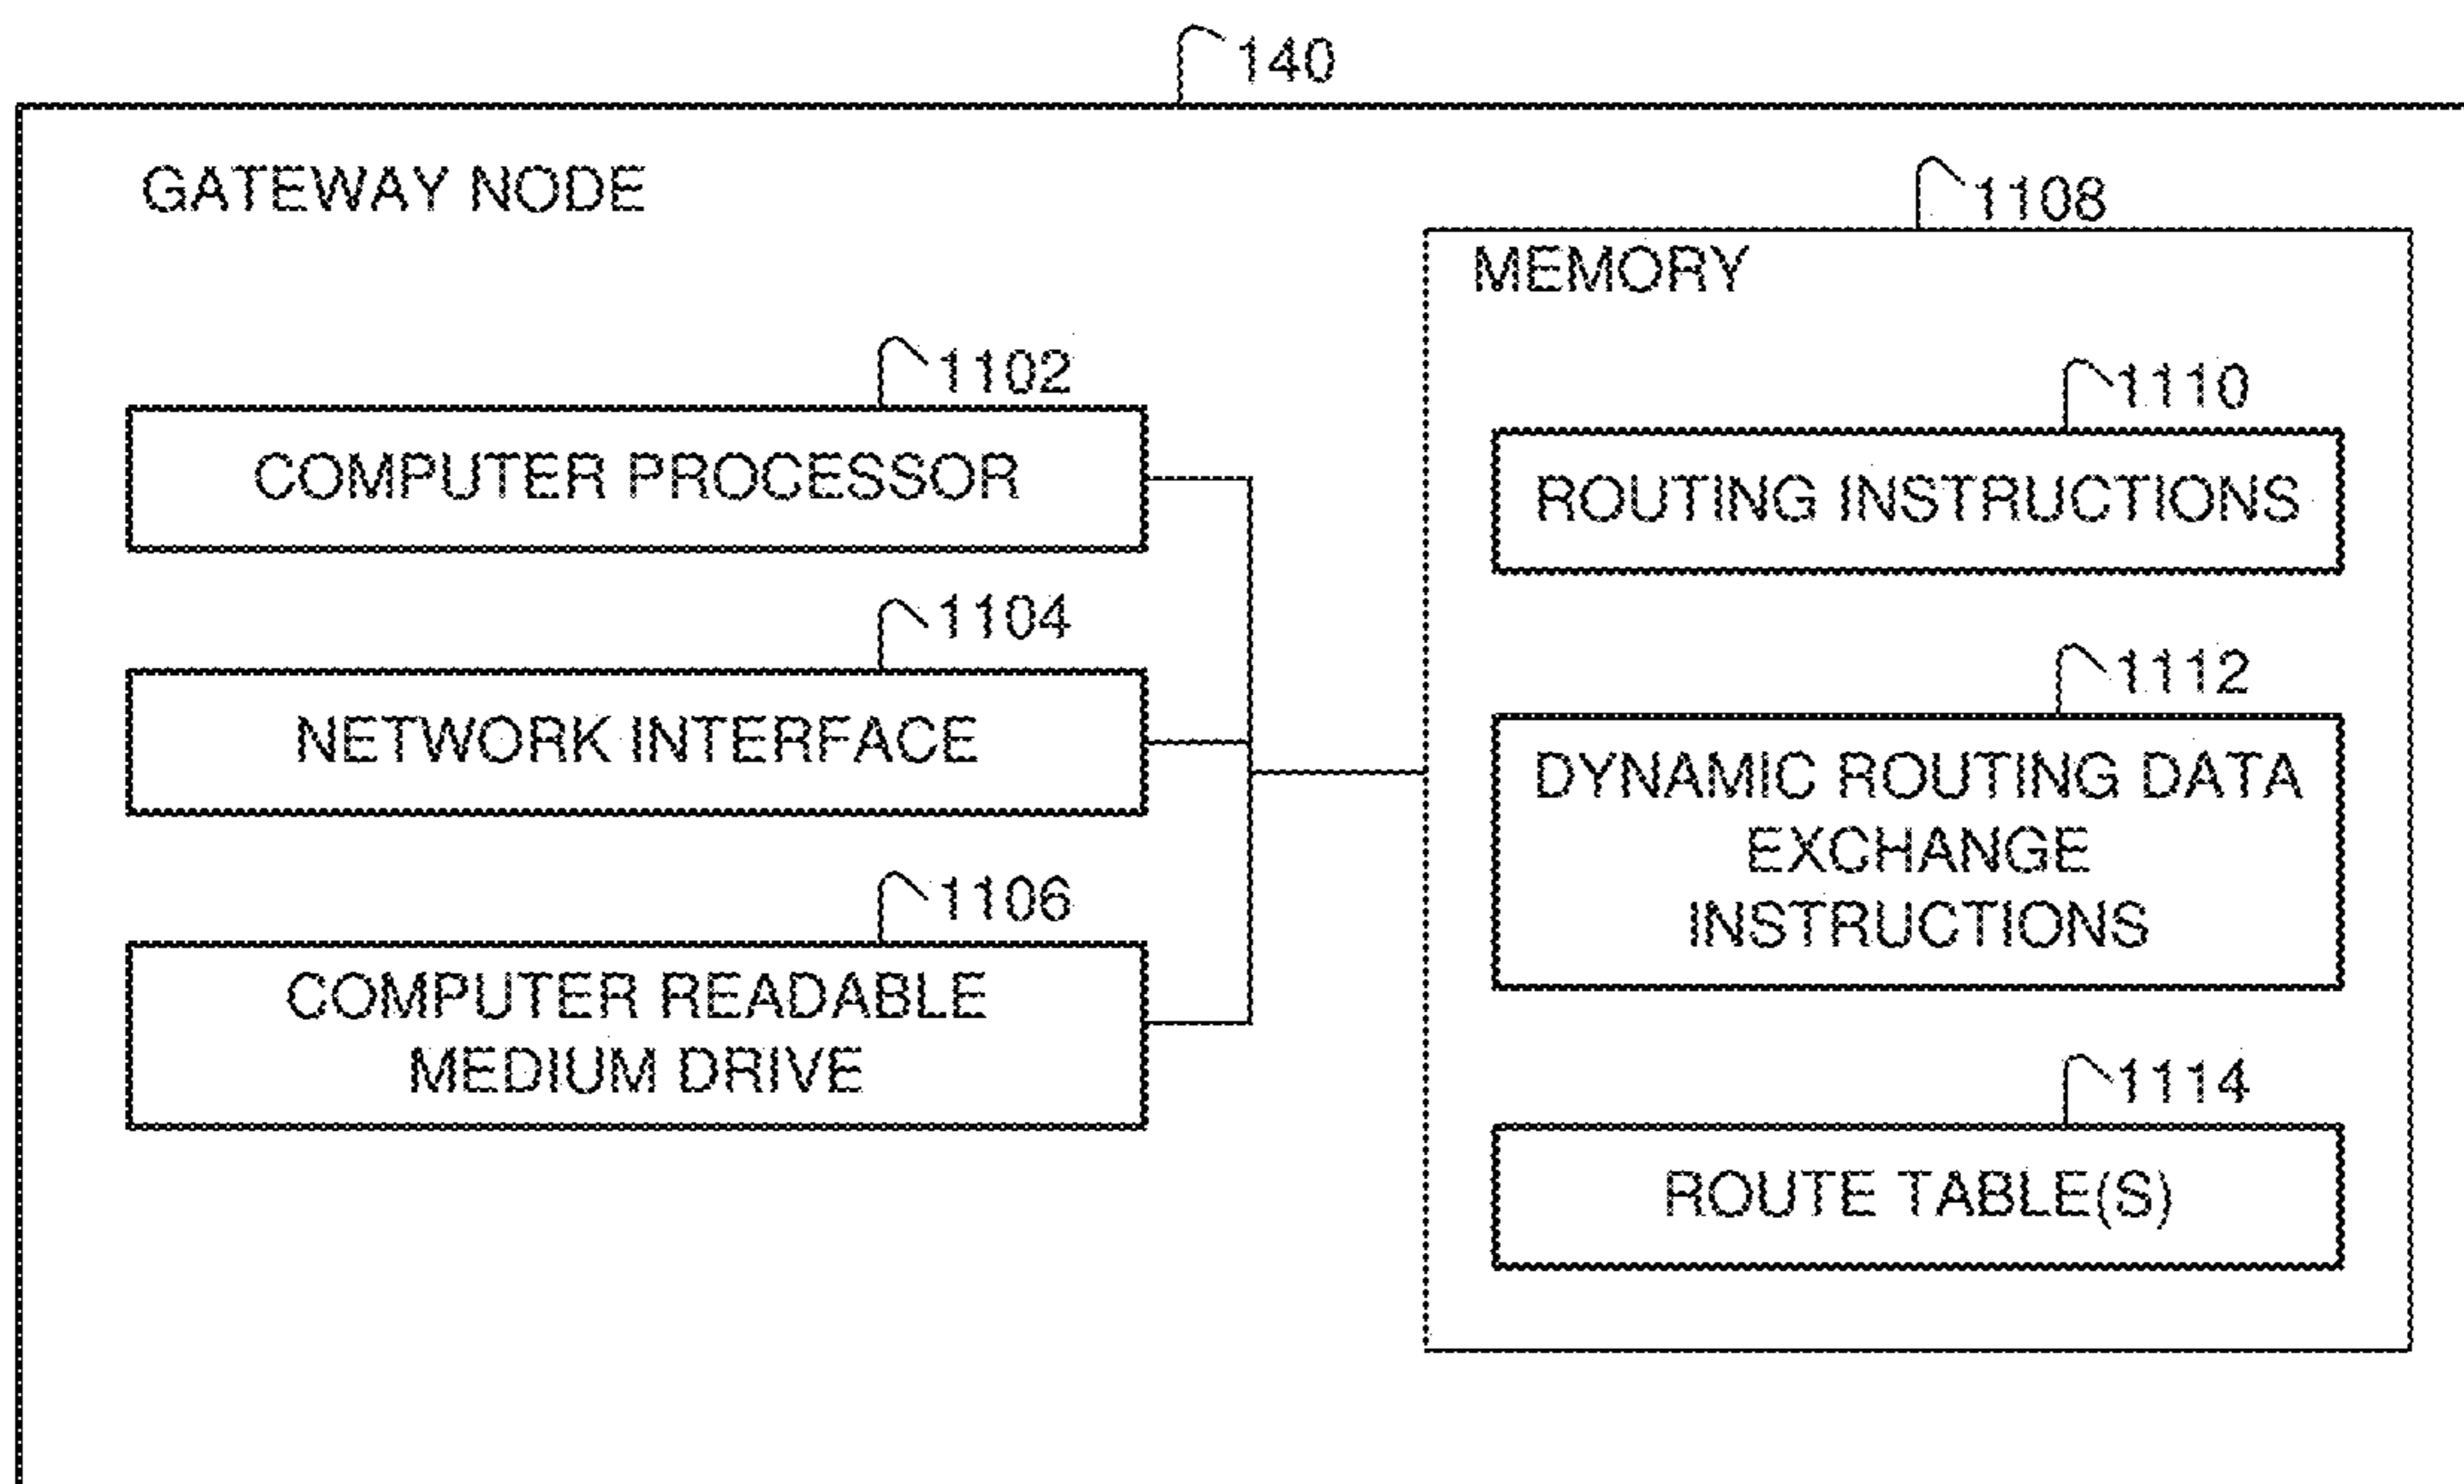 140
GATEWAY NODE
1108
MEMORY
1102
COMPUTER PROCESSOR
1110
ROUTING INSTRUCTIONS
1104
NETWORK INTERFACE
1112
DYNAMIC ROUTING DATA
EXCHANGE
INSTRUCTIONS
1106
COMPUTER READABLE
MEDIUM DRIVE
1114
ROUTE TABLE(S)